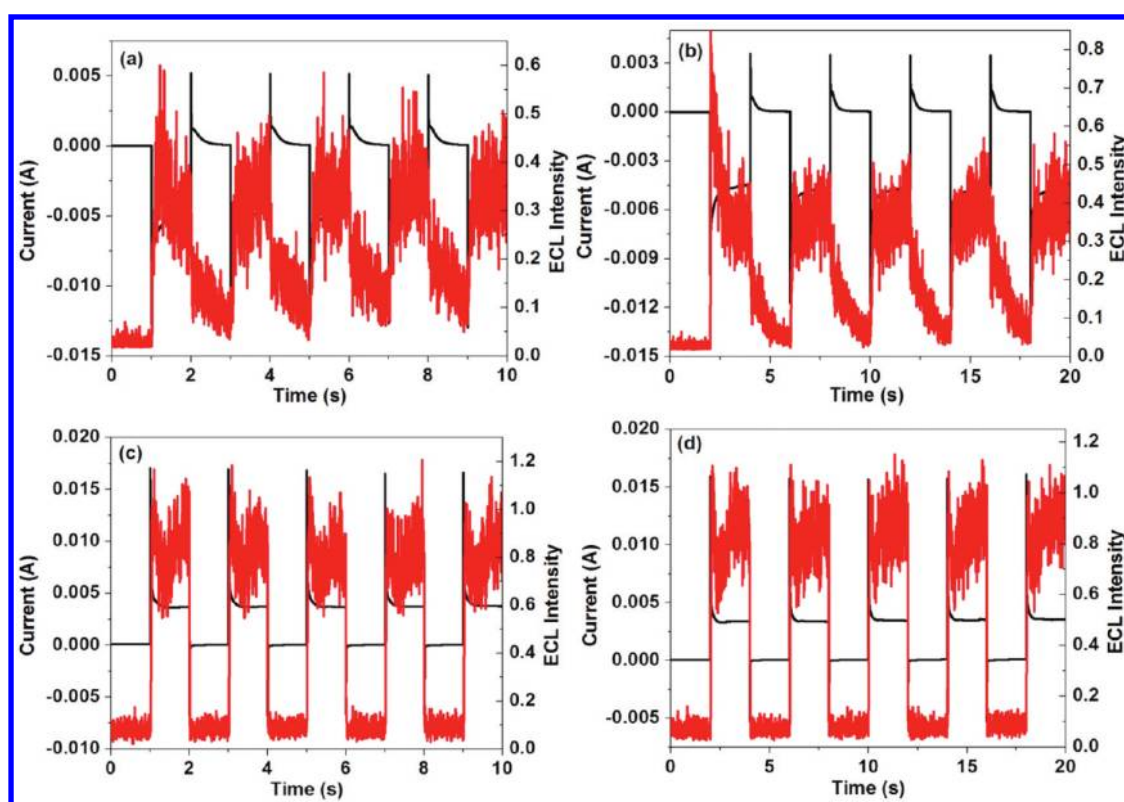 (a)
0.005
0.000
-0.005
-0.010
-0.015
Current (A)
0.6
0.5
0.4
0.3
0.2
0.1
0.0
ECL Intensity
0 2 4 6 8 10
Time (s)
(b)
0.003
0.000
-0.003
-0.006
-0.009
-0.012
-0.015
Current (A)
0.8
0.7
0.6
0.5
0.4
0.3
0.2
0.1
0.0
ECL Intensity
0 5 10 15 20
Time (s)
(c)
0.020
0.015
0.010
0.005
0.000
-0.005
-0.010
Current (A)
1.2
1.0
0.8
0.6
0.4
0.2
0.0
ECL Intensity
0 2 4 6 8 10
Time (s)
(d)
0.020
0.015
0.010
0.005
0.000
-0.005
Current (A)
1.2
1.0
0.8
0.6
0.4
0.2
0.0
ECL Intensity
0 5 10 15 20
Time (s)